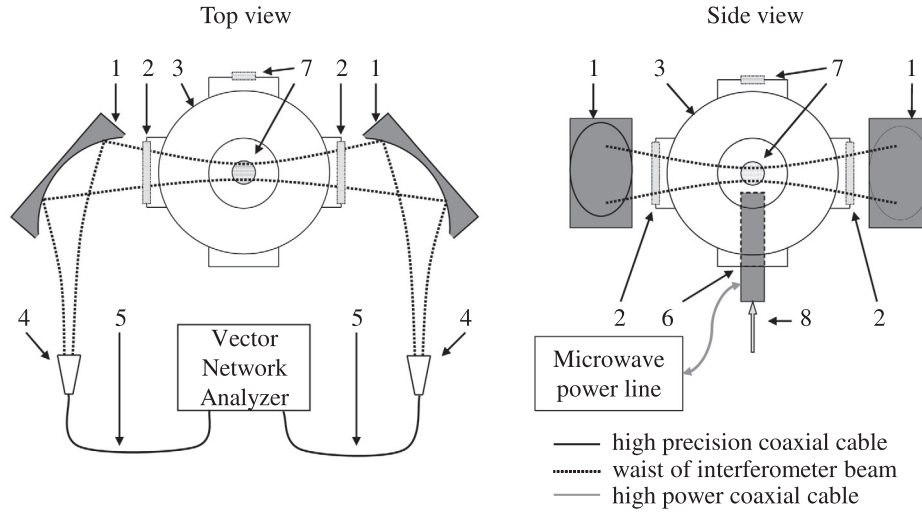 Top view
Side view
1 2 3 7 2 1
1 3 7 1
4 5 5 4
Vector
Network
Analyzer
2 6 8 2
Microwave
power line
high precision coaxial cable
waist of interferometer beam
high power coaxial cable